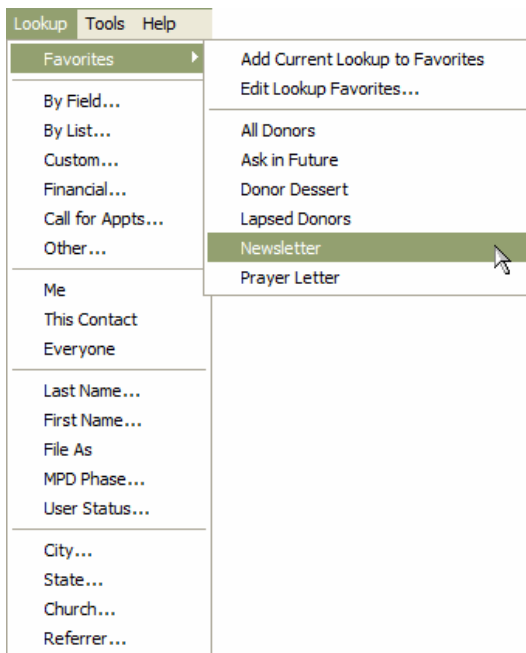 Lookup Tools Help
Favorites
By Field...
By List...
Custom...
Financial...
Call for Appts...
Other...
Me
This Contact
Everyone
Last Name...
First Name...
File As
MPD Phase...
User Status...
City...
State...
Church...
Referrer...
Add Current Lookup to Favorites
Edit Lookup Favorites...
All Donors
Ask in Future
Donor Dessert
Lapsed Donors
Newsletter
Prayer Letter